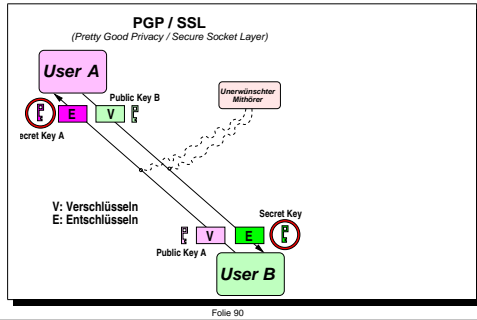 PGP / SSL
(Pretty Good Privacy / Secure Socket Layer)
User A
Public Key B
E
V
ecret Key A
Unerwünschter
Mithörer
V: Verschlüsseln
E: Entschlüsseln
Secret Key
V
E
Public Key A
User B
Folie 90